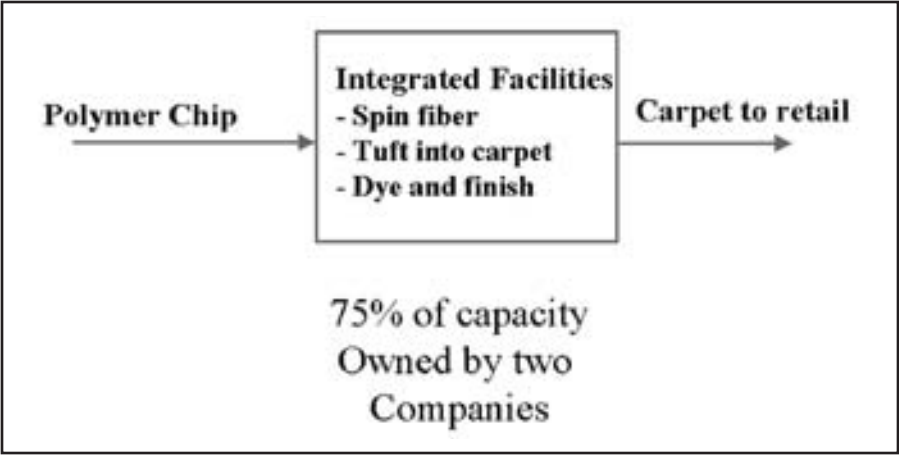 Polymer Chip
Integrated Facilities
- Spin fiber
- Tuft into carpet
- Dye and finish
Carpet to retail
75% of capacity
Owned by two
Companies